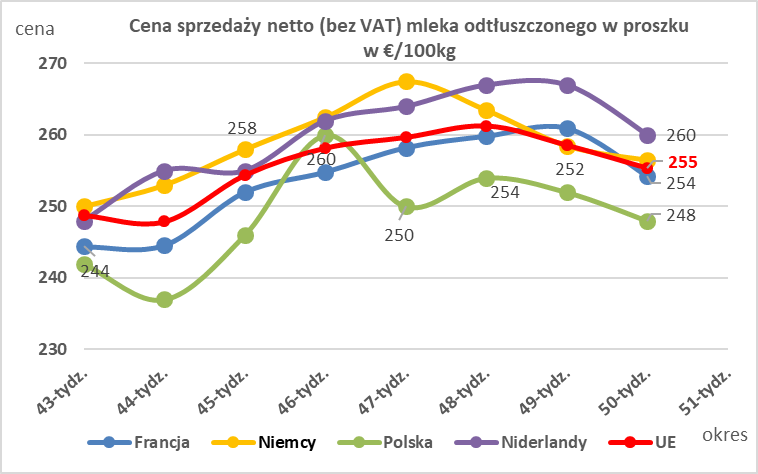 cena
Cena sprzedaży netto (bez VAT) mleka odtłuszczonego w proszku
w €/100kg
270
260
250
240
230
258
260
244
250
254
252
260
255
254
248
43-tydz.
44-tydz.
45-tydz.
46-tydz.
47-tydz.
48-tydz.
49-tydz.
50-tydz.
51-tydz.
okres
Francja
Niemcy
Polska
Niderlandy
UE